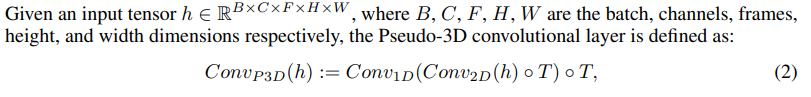 Given an input tensor h ∈ ℝ^{B×C×F×H×W}, where B, C, F, H, W are the batch, channels, frames,
height, and width dimensions respectively, the Pseudo-3D convolutional layer is defined as:
Conv_{P3D}(h) := Conv_{1D}(Conv_{2D}(h) ∘ T) ∘ T, (2)